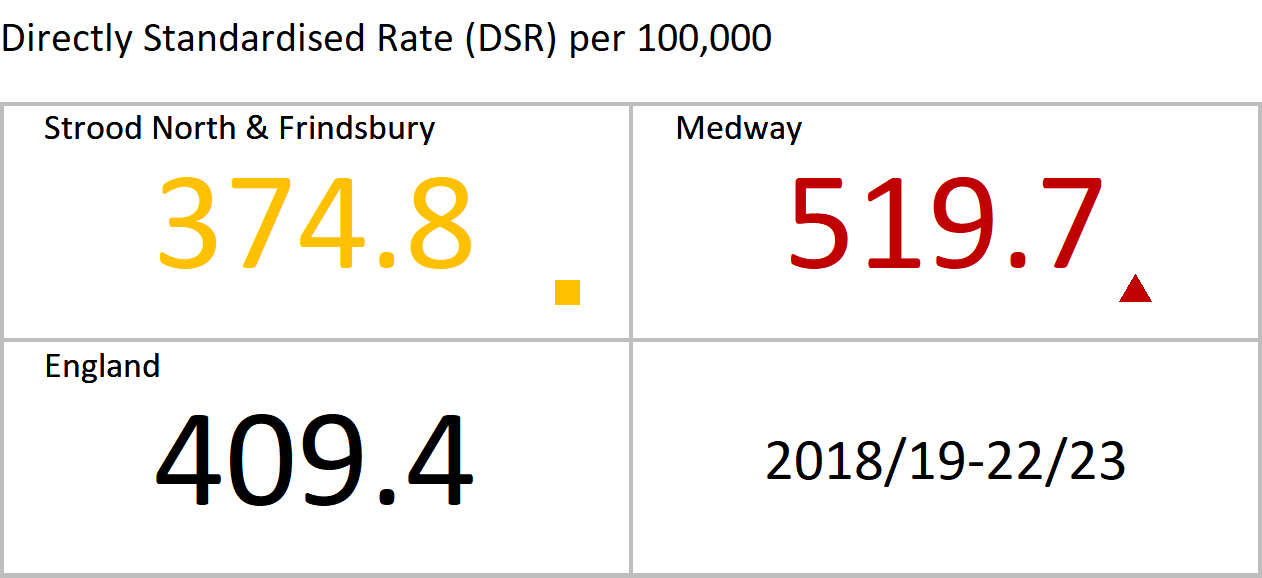 Directly Standardised Rate (DSR) per 100,000
Strood North & Frindsbury
374.8
Medway
519.7
England
409.4
2018/19-22/23